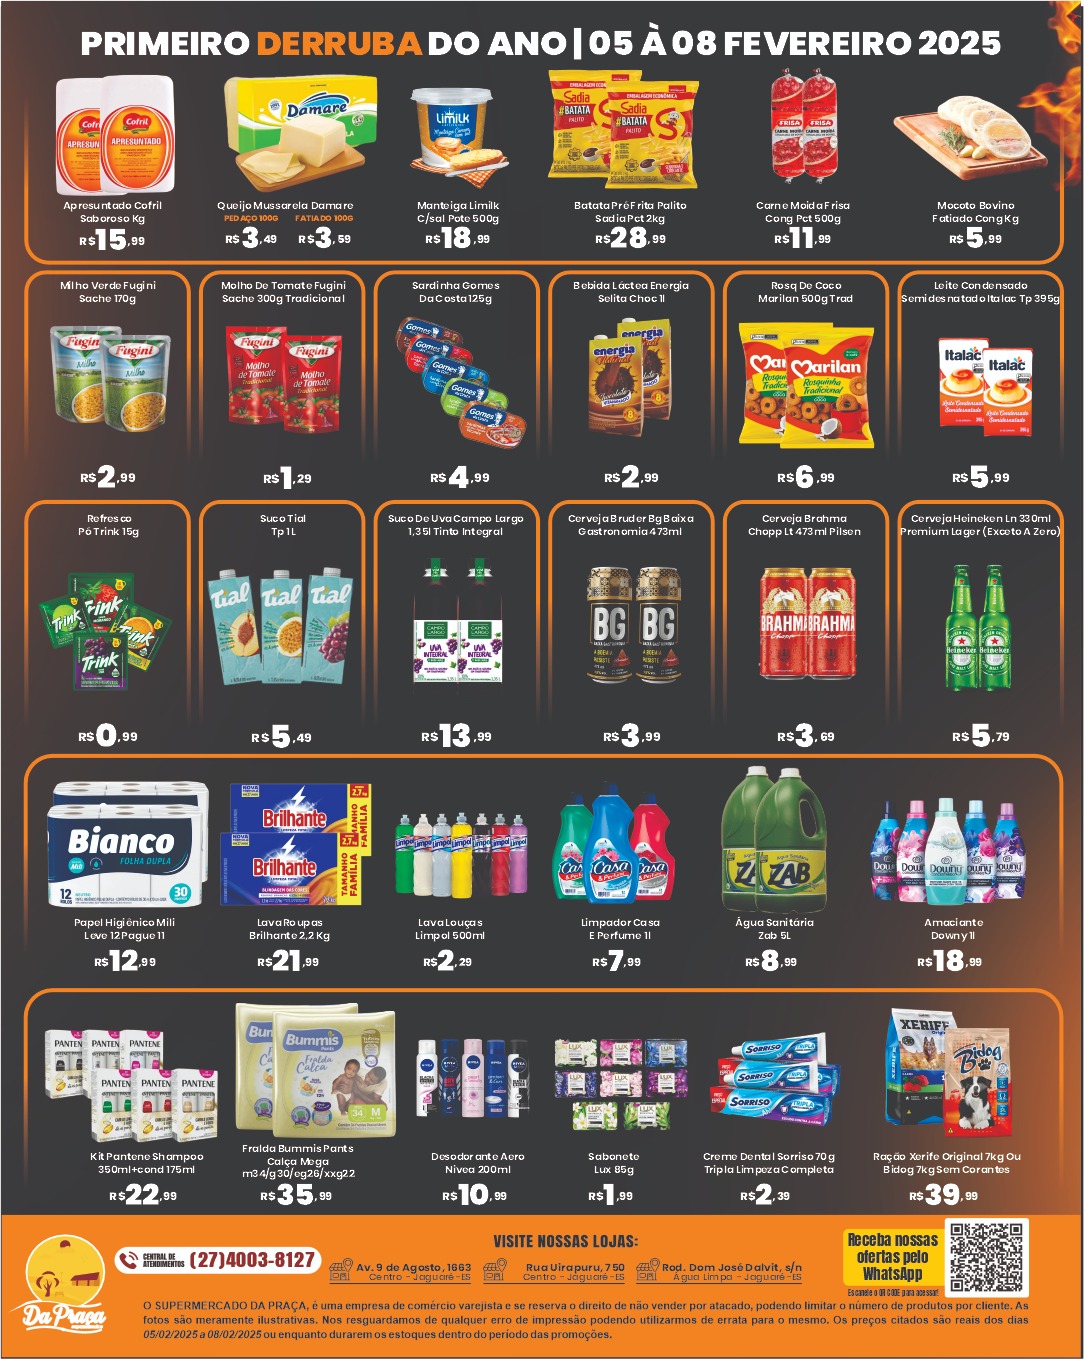 PRIMEIRO DERRUBA DO ANO | 05 À 08 FEVEREIRO 2025
Apresuntado Cofril
Saboroso Kg
R$15,99
Queijo Mussarela Damare
PEDAÇO 100G FATIADO 100G
R$3,49 R$3,59
Manteiga Limilk
C/sal Pote 500g
R$18,99
Batata Pré Frita Palito
Sadia Pct 2kg
R$28,99
Carne Moida Frisa
Cong Pct 500g
R$11,99
Mocoto Bovino
Fatiado Cong Kg
R$5,99
Milho Verde Fugini
Sache 170g
R$2,99
Molho De Tomate Fugini
Sache 300g Tradicional
R$1,29
Sardinha Gomes
Da Costa 125g
R$4,99
Bebida Láctea Energia
Selita Choc 1l
R$2,99
Rosq De Coco
Marilan 500g Trad
R$6,99
Leite Condensado
Semidesnatado Italac Tp 395g
R$5,99
Refresco
Pó Trink 15g
R$0,99
Suco Tial
Tp 1L
R$5,49
Suco De Uva Campo Largo
1,35l Tinto Integral
R$13,99
Cerveja Bruder Bg Baixa
Gastronomia 473ml
R$3,99
Cerveja Brahma
Chopp Lt 473ml Pilsen
R$3,69
Cerveja Heineken Ln 330ml
Premium Lager (Exceto A Zero)
R$5,79
Papel Higiênico Mili
Leve 12 Pague 11
R$12,99
Lava Roupas
Brilhante 2,2 Kg
R$21,99
Lava Louças
Limpol 500ml
R$2,29
Limpador Casa
E Perfume 1l
R$7,99
Água Sanitária
Zab 5L
R$8,99
Amaciante
Downy 1l
R$18,99
Kit Pantene Shampoo
350ml+cond 175ml
R$22,99
Fralda Bummis Pants
Calça Mega
m34/g30/eg26/xxg22
R$35,99
Desodorante Aero
Nivea 200ml
R$10,99
Sabonete
Lux 85g
R$1,99
Creme Dental Sorriso 70g
Tripla Limpeza Completa
R$2,39
Ração Xerife Original 7kg Ou
Bidog 7kg Sem Corantes
R$39,99
Da Praça
CENTRAL DE
ATENDIMENTOS (27)4003-8127
VISITE NOSSAS LOJAS:
Av. 9 de Agosto, 1663
Centro - Jaguaré -ES
Rua Uirapuru, 750
Centro - Jaguaré -ES
Rod. Dom José Dalvit, s/n
Água Limpa - Jaguaré -ES
Receba nossas
ofertas pelo
WhatsApp
Escanele o QR CODE para acessar!
O SUPERMERCADO DA PRAÇA, é uma empresa de comércio varejista e se reserva o direito de não vender por atacado, podendo limitar o número de produtos por cliente. As
fotos são meramente ilustrativas. Nos resguardamos de qualquer erro de impressão podendo utilizarmos de errata para o mesmo. Os preços citados são reais dos dias
05/02/2025 a 08/02/2025 ou enquanto durarem os estoques dentro do período das promoções.